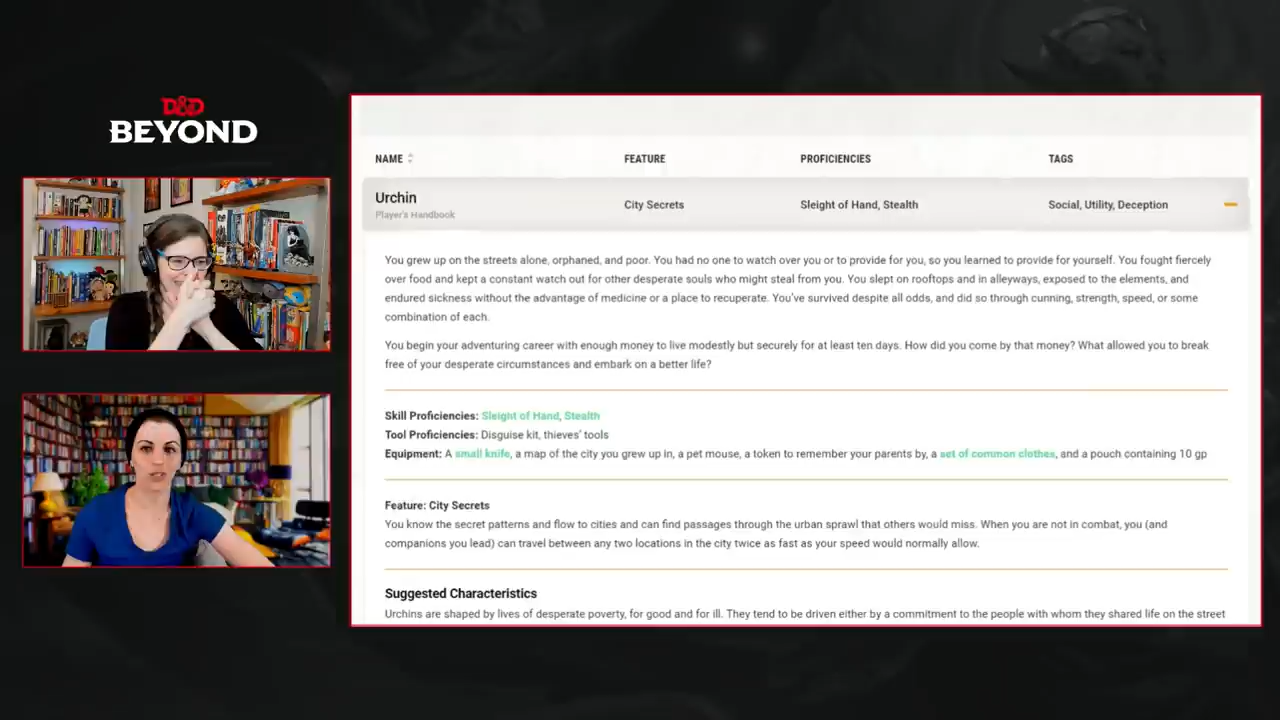 D&D
BEYOND
NAME FEATURE PROFICIENCIES TAGS
Urchin City Secrets Sleight of Hand, Stealth Social, Utility, Deception
Player's Handbook
You grew up on the streets alone, orphaned, and poor. You had no one to watch over you or to provide for you, so you learned to provide for yourself. You fought fiercely
over food and kept a constant watch out for other desperate souls who might steal from you. You slept on rooftops and in alleyways, exposed to the elements, and
endured sickness without the advantage of medicine or a place to recuperate. You've survived despite all odds, and did so through cunning, strength, speed, or some
combination of each.
You begin your adventuring career with enough money to live modestly but securely for at least ten days. How did you come by that money? What allowed you to break
free of your desperate circumstances and embark on a better life?
Skill Proficiencies: Sleight of Hand, Stealth
Tool Proficiencies: Disguise kit, thieves' tools
Equipment: A small knife, a map of the city you grew up in, a pet mouse, a token to remember your parents by, a set of common clothes, and a pouch containing 10 gp
Feature: City Secrets
You know the secret patterns and flow to cities and can find passages through the urban sprawl that others would miss. When you are not in combat, you (and
companions you lead) can travel between any two locations in the city twice as fast as your speed would normally allow.
Suggested Characteristics
Urchins are shaped by lives of desperate poverty, for good and for ill. They tend to be driven either by a commitment to the people with whom they shared life on the street